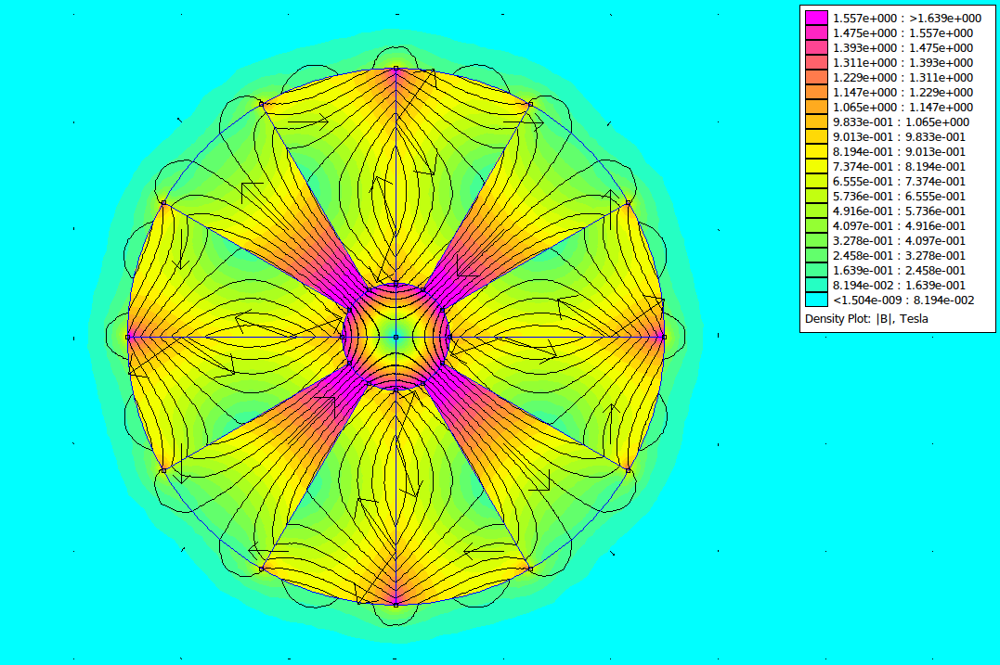 1.557e+000 : >1.639e+000
1.475e+000 : 1.557e+000
1.393e+000 : 1.475e+000
1.311e+000 : 1.393e+000
1.229e+000 : 1.311e+000
1.147e+000 : 1.229e+000
1.065e+000 : 1.147e+000
9.833e-001 : 1.065e+000
9.013e-001 : 9.833e-001
8.194e-001 : 9.013e-001
7.374e-001 : 8.194e-001
6.555e-001 : 7.374e-001
5.736e-001 : 6.555e-001
4.916e-001 : 5.736e-001
4.097e-001 : 4.916e-001
3.278e-001 : 4.097e-001
2.458e-001 : 3.278e-001
1.639e-001 : 2.458e-001
8.194e-002 : 1.639e-001
<1.504e-009 : 8.194e-002
Density Plot: |B|, Tesla